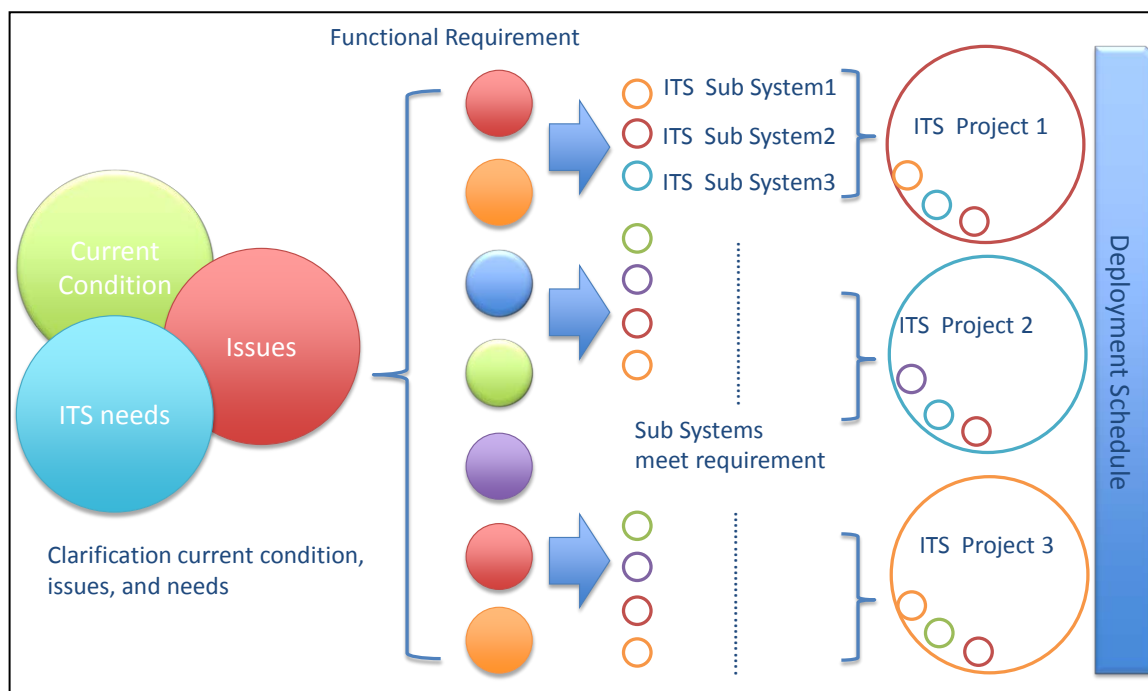 Functional Requirement
Current
Condition
Issues
ITS needs
Clarification current condition,
issues, and needs
ITS Sub System1
ITS Sub System2
ITS Sub System3
Sub Systems
meet requirement
ITS Project 1
ITS Project 2
ITS Project 3
Deployment Schedule